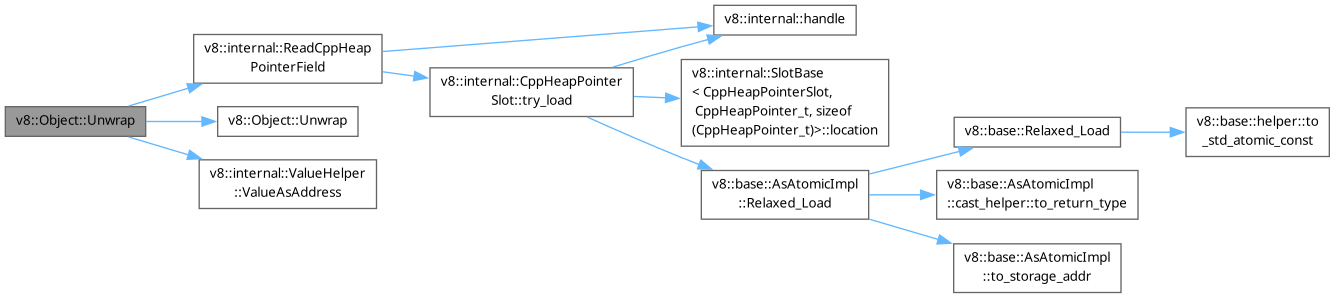 v8::Object::Unwrap
v8::internal::ReadCppHeap
PointerField
v8::Object::Unwrap
v8::internal::ValueHelper
::ValueAsAddress
v8::internal::CppHeapPointer
Slot::try_load
v8::internal::handle
v8::internal::SlotBase
< CppHeapPointerSlot,
CppHeapPointer_t, sizeof
(CppHeapPointer_t)>::location
v8::base::AsAtomicImpl
::Relaxed_Load
v8::base::Relaxed_Load
v8::base::AsAtomicImpl
::cast_helper::to_return_type
v8::base::AsAtomicImpl
::to_storage_addr
v8::base::helper::to
_std_atomic_const